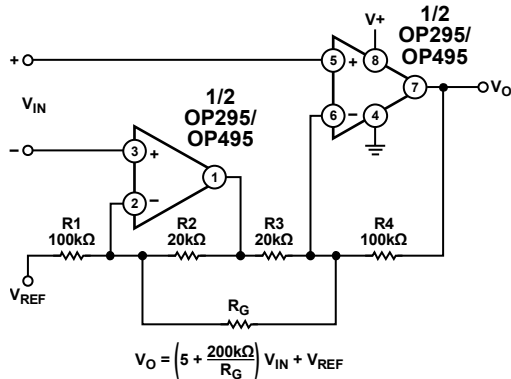 1/2
OP295/
OP495
V+
+
5
+
8
7
VO
VIN
1/2
OP295/
OP495
6
–
4
–
3
+
1
2
–
R1
100kΩ
R2
20kΩ
R3
20kΩ
R4
100kΩ
VREF
RG
VO = (5 + 200kΩ/RG) VIN + VREF